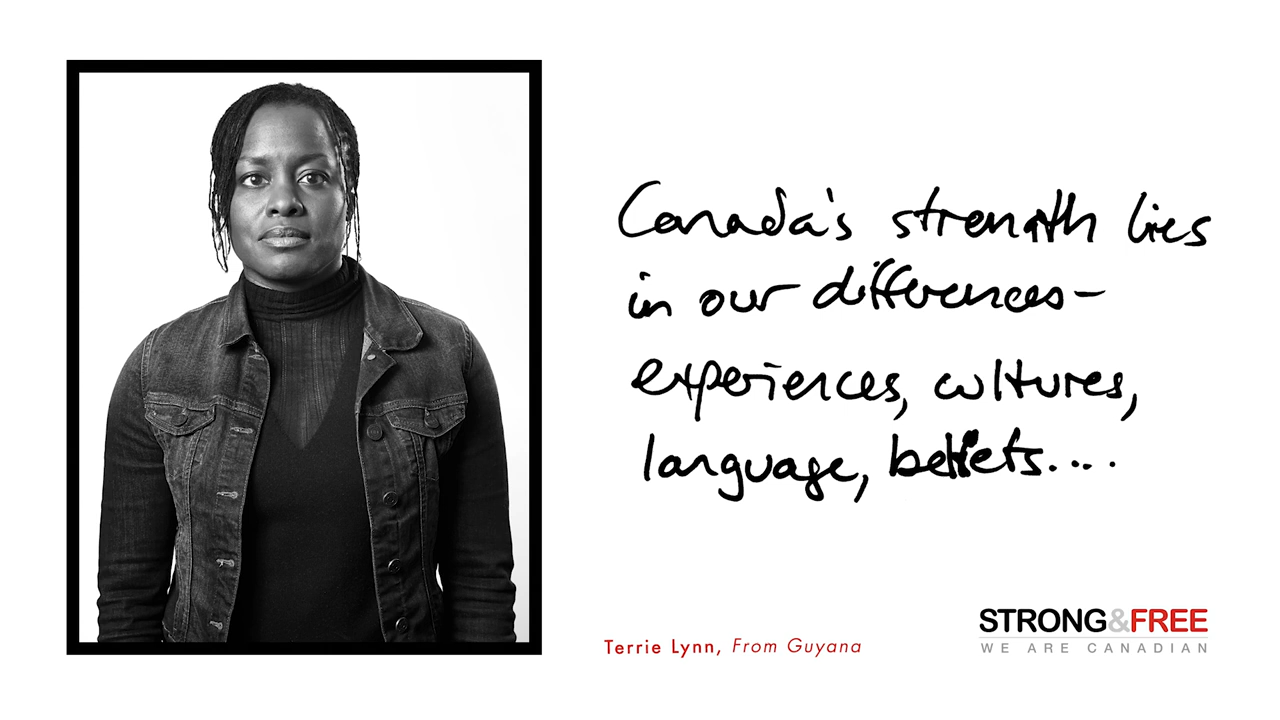 Canada's strength lies
in our differences-
experiences, cultures,
language, beliefs....
Terrie Lynn, From Guyana
STRONG&FREE
WE ARE CANADIAN